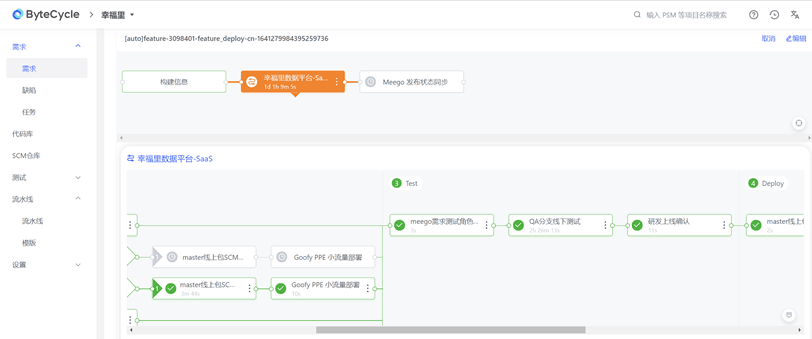 ByteCycle
幸福里
输入 PSM 等项目名称搜索
需求
需求
缺陷
任务
代码库
SCM仓库
测试
流水线
流水线
模版
设置
[auto]feature-3098401-feature_deploy-cn-1641279984395259736
取消
编辑
构建信息
幸福里数据平台-Saa...
1d 1h 9m 5s
Meego 发布状态同步
幸福里数据平台-SaaS
3 Test
4 Deploy
meego需求测试角色...
3s
QA分支线下测试
2h 26m 13s
研发上线确认
51s
master线上包
master线上包SCM...
Goofy PPE 小流量部署
1
master线上包SC...
3m 44s
Goofy PPE 小流量部署
10s